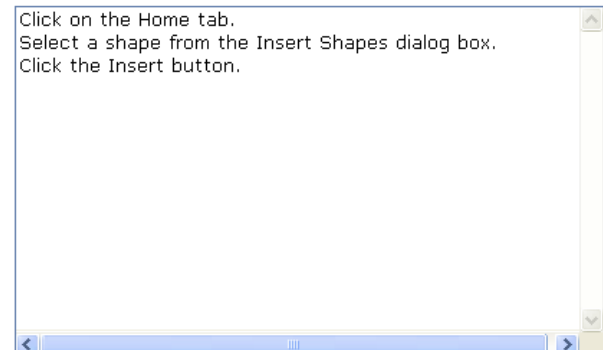 Click on the Home tab.
Select a shape from the Insert Shapes dialog box.
Click the Insert button.